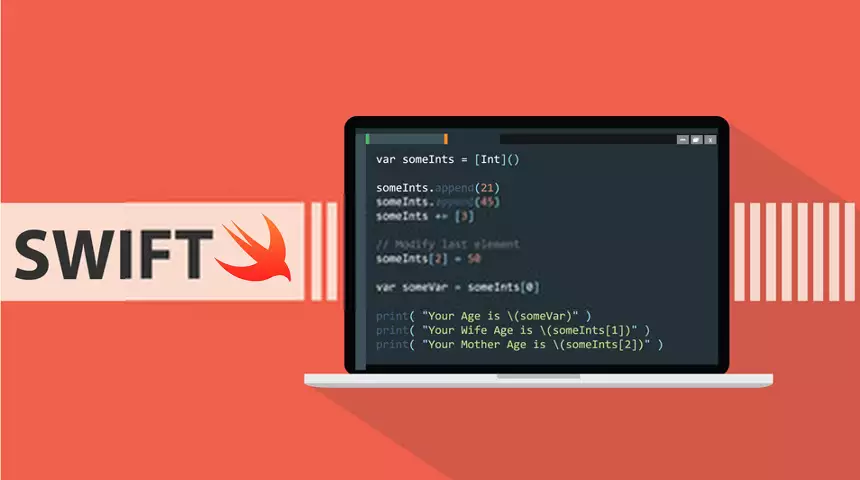 SWIFT
var someInts = [Int]()
someInts.append(21)
someInts.append(45)
someInts += [3]
// Modify last element
someInts[2] = 50
var someVar = someInts[0]
print( "Your Age is \(someVar)" )
print( "Your Wife Age is \(someInts[1])" )
print( "Your Mother Age is \(someInts[2])" )